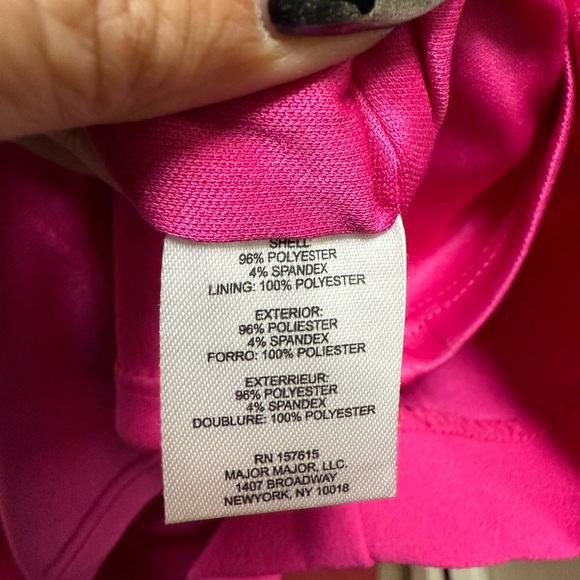 SHELL:
96% POLYESTER
4% SPANDEX
LINING: 100% POLYESTER
EXTERIOR:
96% POLIESTER
4% SPANDEX
FORRO: 100% POLIESTER
EXTERRIEUR:
96% POLYESTER
4% SPANDEX
DOUBLURE: 100% POLYESTER
RN 157615
MAJOR MAJOR, LLC.
1407 BROADWAY
NEWYORK, NY 10018